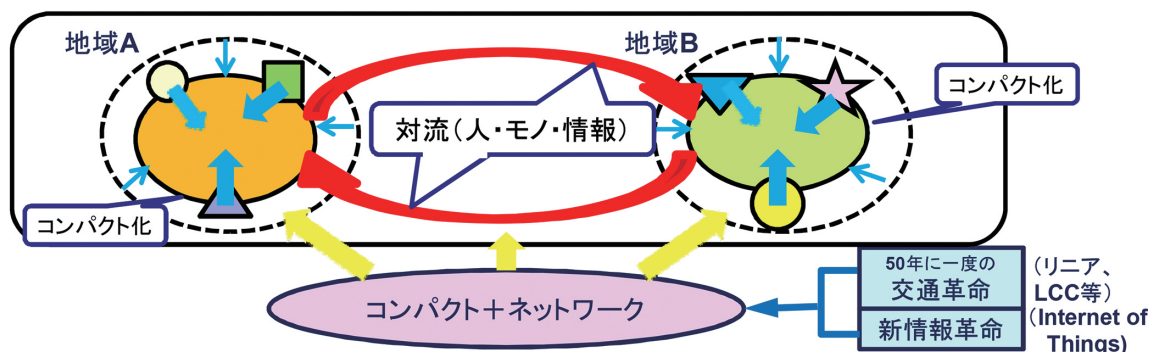 地域A
地域B
コンパクト化
対流(人・モノ・情報)
コンパクト化
コンパクト+ネットワーク
50年に一度の
交通革命
新情報革命
(リニア、
LCC等)
(Internet of
Things)